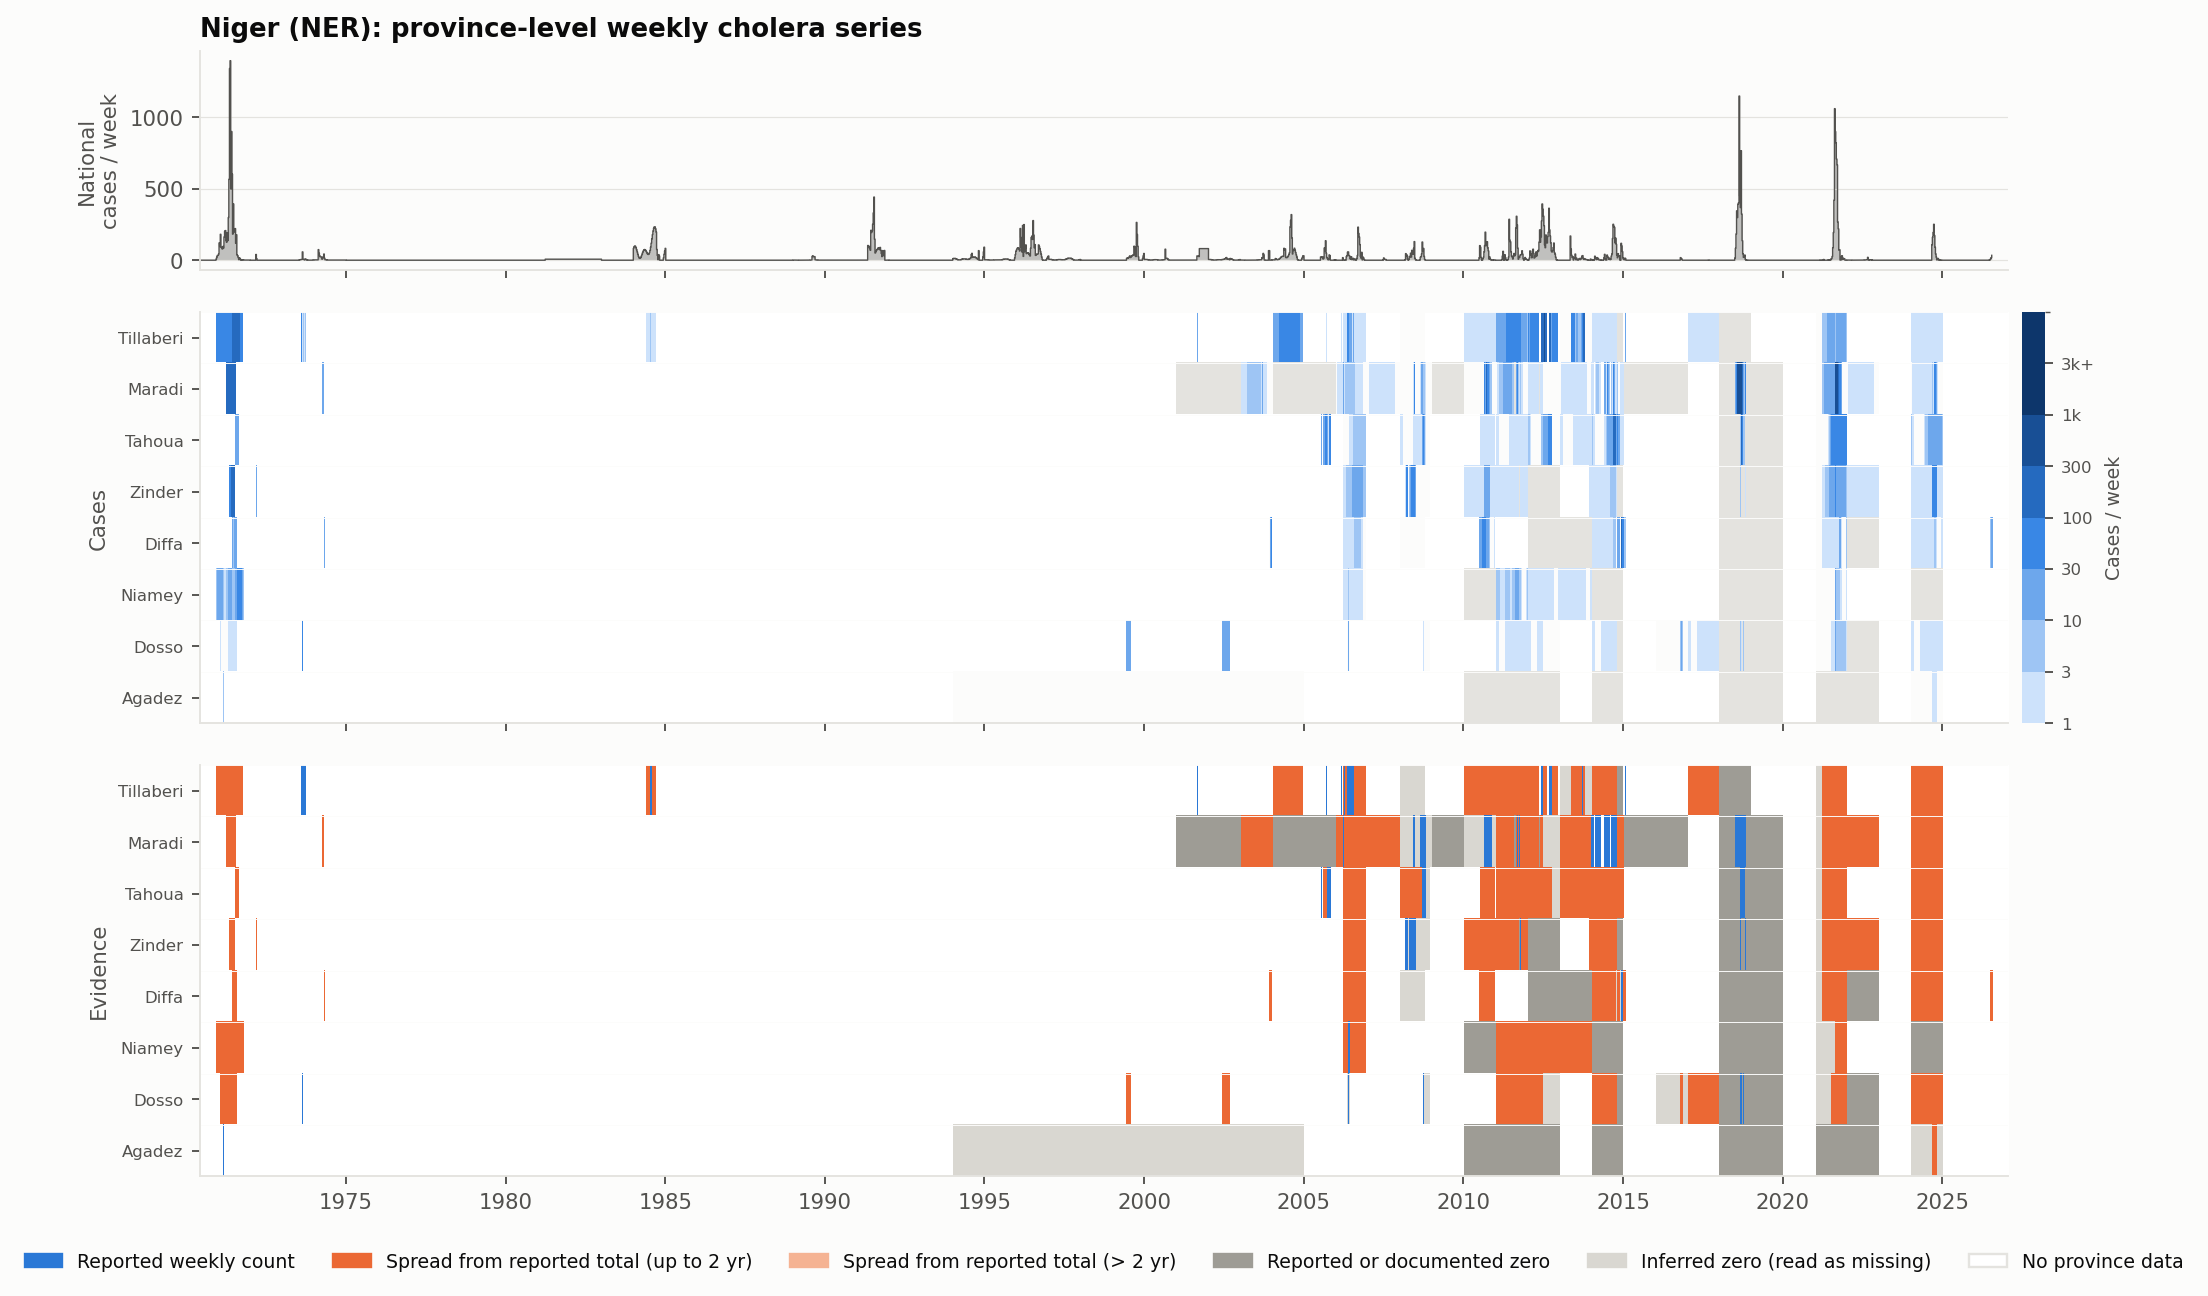 Niger (NER): province-level weekly cholera series
National
cases / week
1000
500
0
Cases
Tillaberi
Maradi
Tahoua
Zinder
Diffa
Niamey
Dosso
Agadez
3k+
1k
300
100
30
10
3
1
Cases / week
Evidence
Tillaberi
Maradi
Tahoua
Zinder
Diffa
Niamey
Dosso
Agadez
1975 1980 1985 1990 1995 2000 2005 2010 2015 2020 2025
Reported weekly count Spread from reported total (up to 2 yr) Spread from reported total (> 2 yr) Reported or documented zero Inferred zero (read as missing) No province data